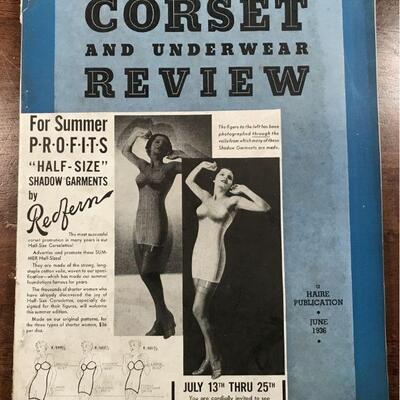 CORSET
AND UNDERWEAR
REVIEW
For Summer
P·R·O·F·I·T·S
"HALF-SIZE"
SHADOW GARMENTS
by
Redfern
The most successful
corset promotion in many years is our
Half-Size Corselettes!
Advertise and promote these SUM-
MER Half-Sizes!
They are made of the strong, long-
staple cotton voile, woven to our speci-
fication—which has made our summer
foundations famous for years.
The thousands of shorter women who
have already discovered the joy of
Half-Size Corselettes, especially de-
signed for their figures, will welcome
this summer edition.
Made on our original patterns, for
the three types of shorter women, $36
per doz.
The figure to the left has been
photographed through the
voile from which many of these
Shadow Garments are made.
JULY 13TH THRU 25TH
You are cordially invited to see
A
HAIRE
PUBLICATION
JUNE
1936